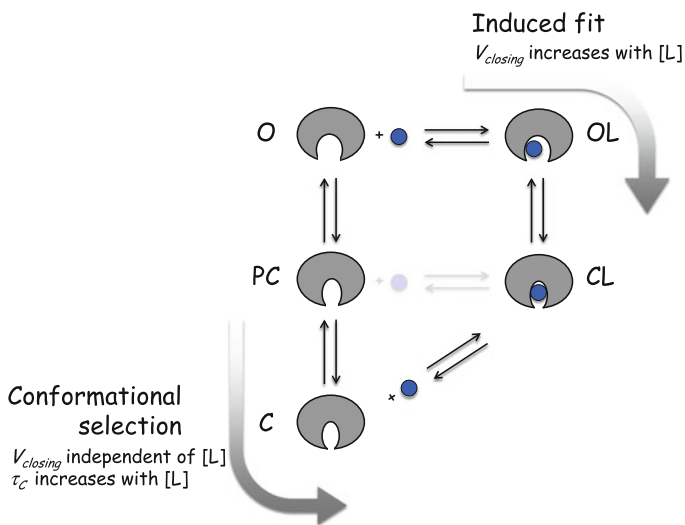 Induced fit
Vclosing increases with [L]
O + OL
PC + CL
+
C
Conformational
selection
Vclosing independent of [L]
τC increases with [L]